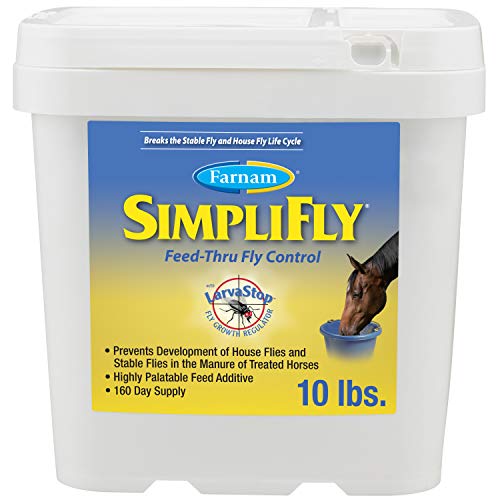 Breaks the Stable Fly and House Fly Life Cycle
Farnam®
SIMPLIFLY®
Feed-Thru Fly Control
with
LarvaStop™
FLY GROWTH REGULATOR
• Prevents Development of House Flies and
Stable Flies in the Manure of Treated Horses
• Highly Palatable Feed Additive
• 160 Day Supply
10 lbs.